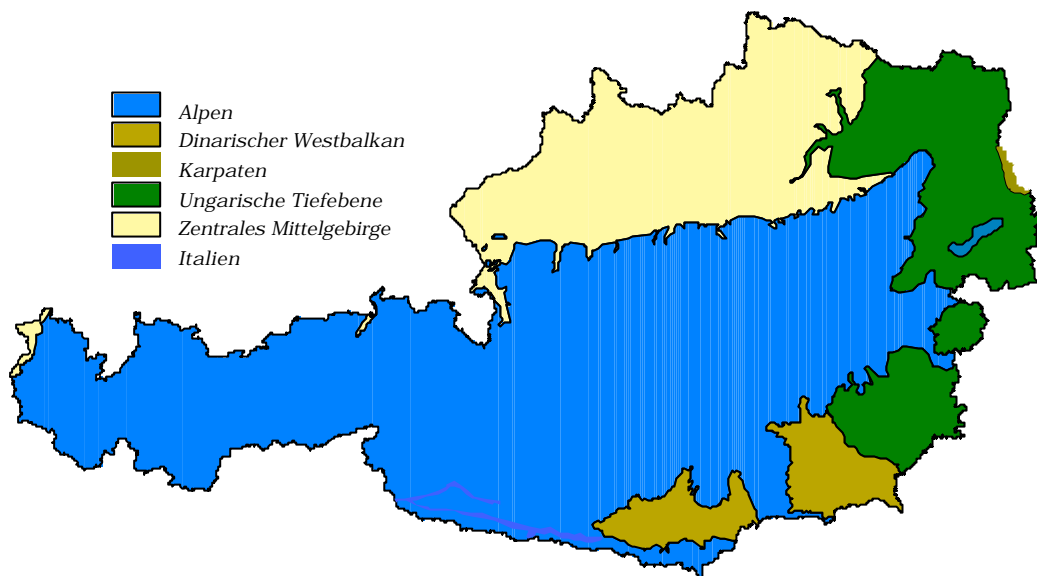 Alpen
Dinarischer Westbalkan
Karpaten
Ungarische Tiefebene
Zentrales Mittelgebirge
Italien